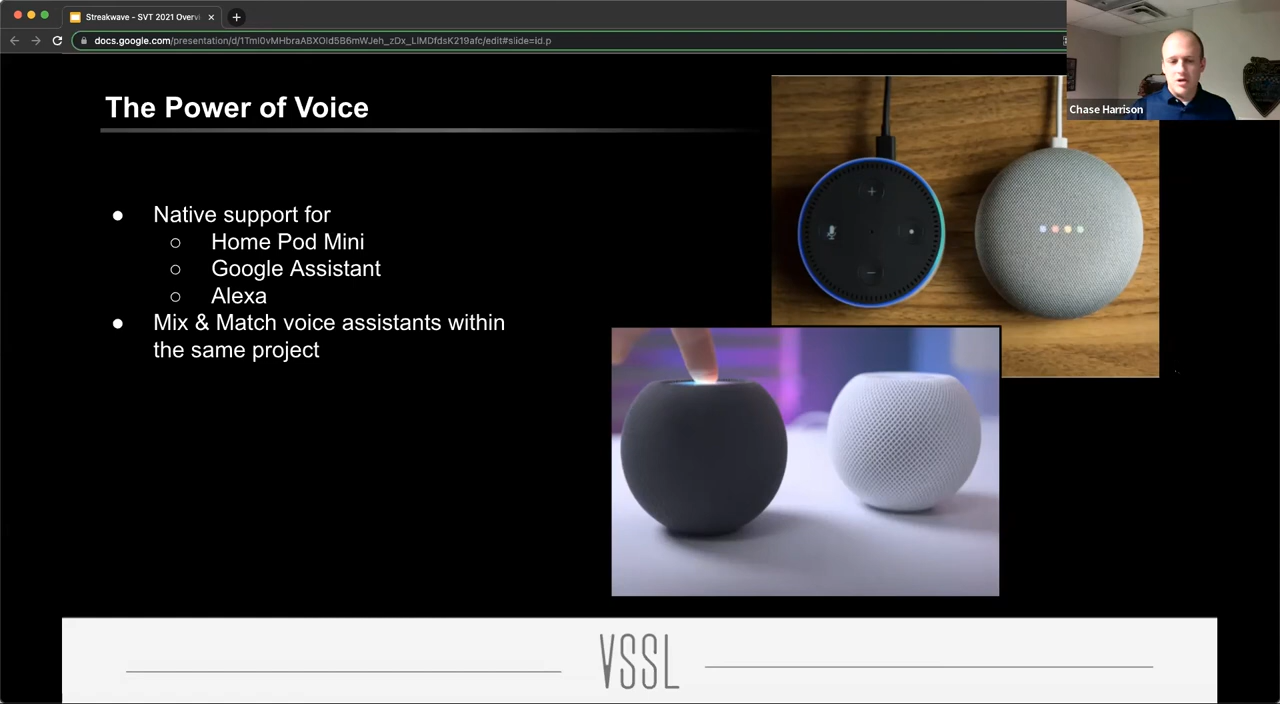 Streakwave - SVT 2021 Overvi
docs.google.com/presentation/d/1TmI0vMHbraABXOId5B6mWJeh_zDx_LIMDfdsK219afc/edit#slide=id.p
Chase Harrison
The Power of Voice
● Native support for
○ Home Pod Mini
○ Google Assistant
○ Alexa
● Mix & Match voice assistants within
the same project
VSSL